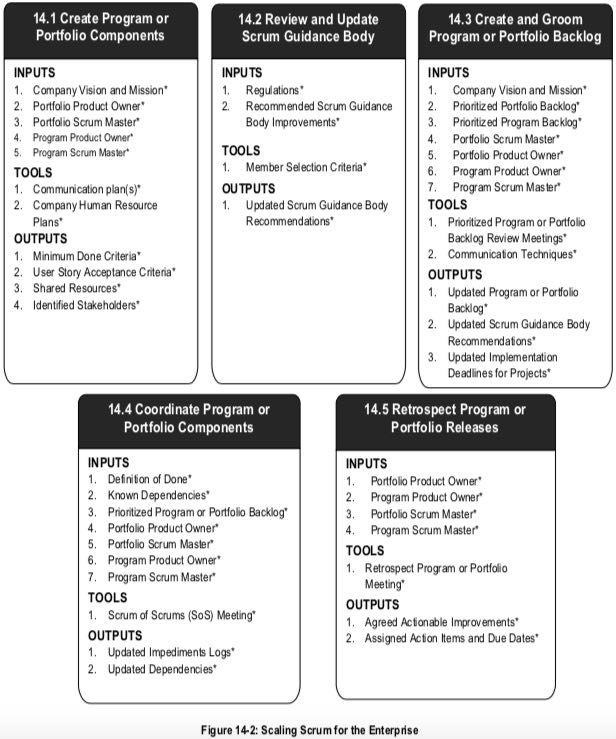 14.1 Create Program or
Portfolio Components
INPUTS
1. Company Vision and Mission*
2. Portfolio Product Owner*
3. Portfolio Scrum Master*
4. Program Product Owner*
5. Program Scrum Master*
TOOLS
1. Communication plan(s)*
2. Company Human Resource
Plans*
OUTPUTS
1. Minimum Done Criteria*
2. User Story Acceptance Criteria*
3. Shared Resources*
4. Identified Stakeholders*
14.2 Review and Update
Scrum Guidance Body
INPUTS
1. Regulations*
2. Recommended Scrum Guidance
Body Improvements*
TOOLS
1. Member Selection Criteria*
OUTPUTS
1. Updated Scrum Guidance Body
Recommendations*
14.3 Create and Groom
Program or Portfolio Backlog
INPUTS
1. Company Vision and Mission*
2. Prioritized Portfolio Backlog*
3. Prioritized Program Backlog*
4. Portfolio Scrum Master*
5. Portfolio Product Owner*
6. Program Product Owner*
7. Program Scrum Master*
TOOLS
1. Prioritized Program or Portfolio
Backlog Review Meetings*
2. Communication Techniques*
OUTPUTS
1. Updated Program or Portfolio
Backlog*
2. Updated Scrum Guidance Body
Recommendations*
3. Updated Implementation
Deadlines for Projects*
14.4 Coordinate Program or
Portfolio Components
INPUTS
1. Definition of Done*
2. Known Dependencies*
3. Prioritized Program or Portfolio Backlog*
4. Portfolio Product Owner*
5. Portfolio Scrum Master*
6. Program Product Owner*
7. Program Scrum Master*
TOOLS
1. Scrum of Scrums (SoS) Meeting*
OUTPUTS
1. Updated Impediments Logs*
2. Updated Dependencies*
14.5 Retrospect Program or
Portfolio Releases
INPUTS
1. Portfolio Product Owner*
2. Program Product Owner*
3. Portfolio Scrum Master*
4. Program Scrum Master*
TOOLS
1. Retrospect Program or Portfolio
Meeting*
OUTPUTS
1. Agreed Actionable Improvements*
2. Assigned Action Items and Due Dates*
Figure 14-2: Scaling Scrum for the Enterprise